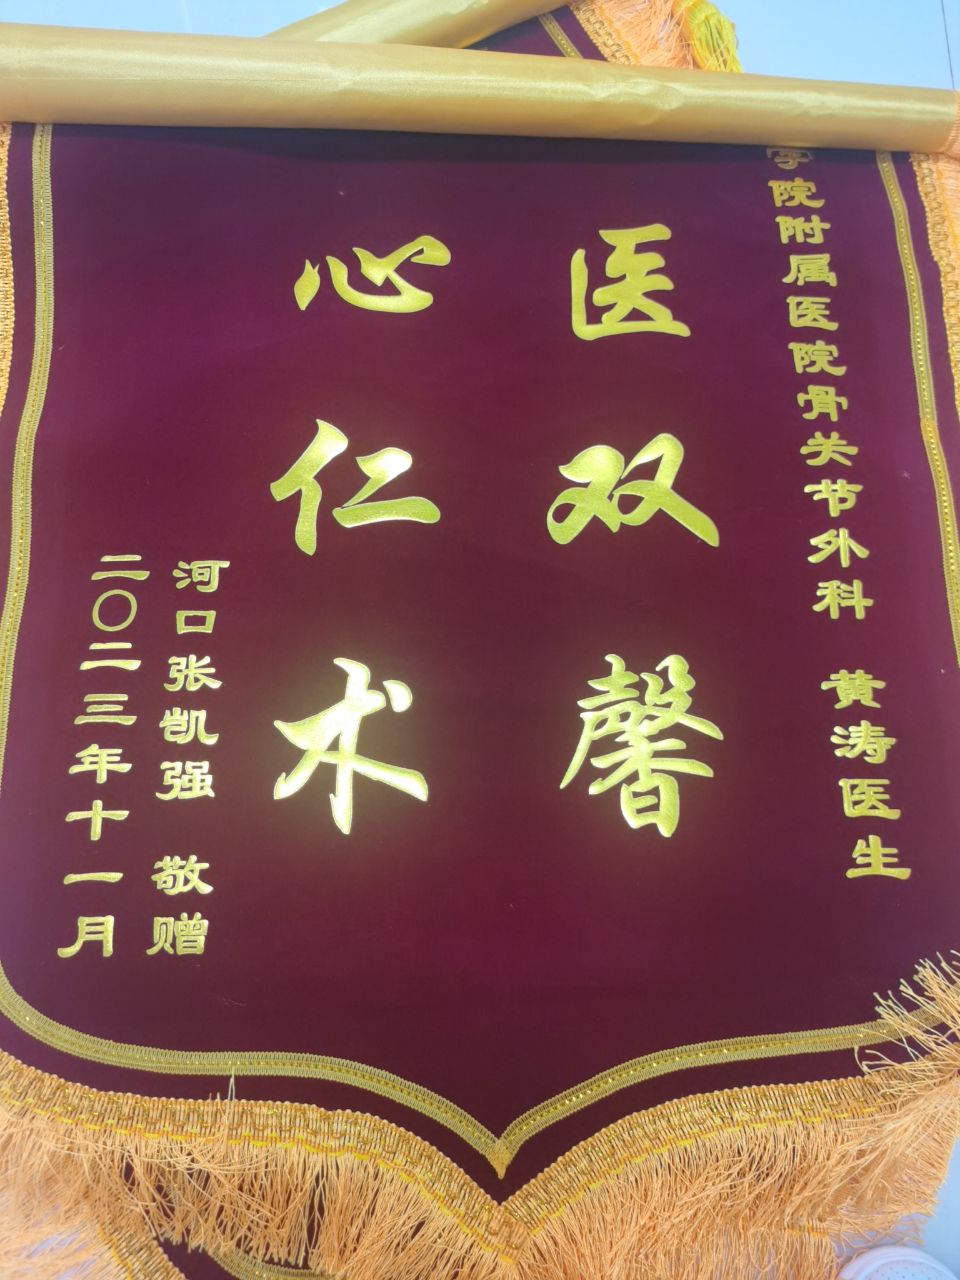 学院附属医院骨关节外科 黄涛医生
医双馨
心仁术
河口张凯强 敬赠
二〇二三年十一月